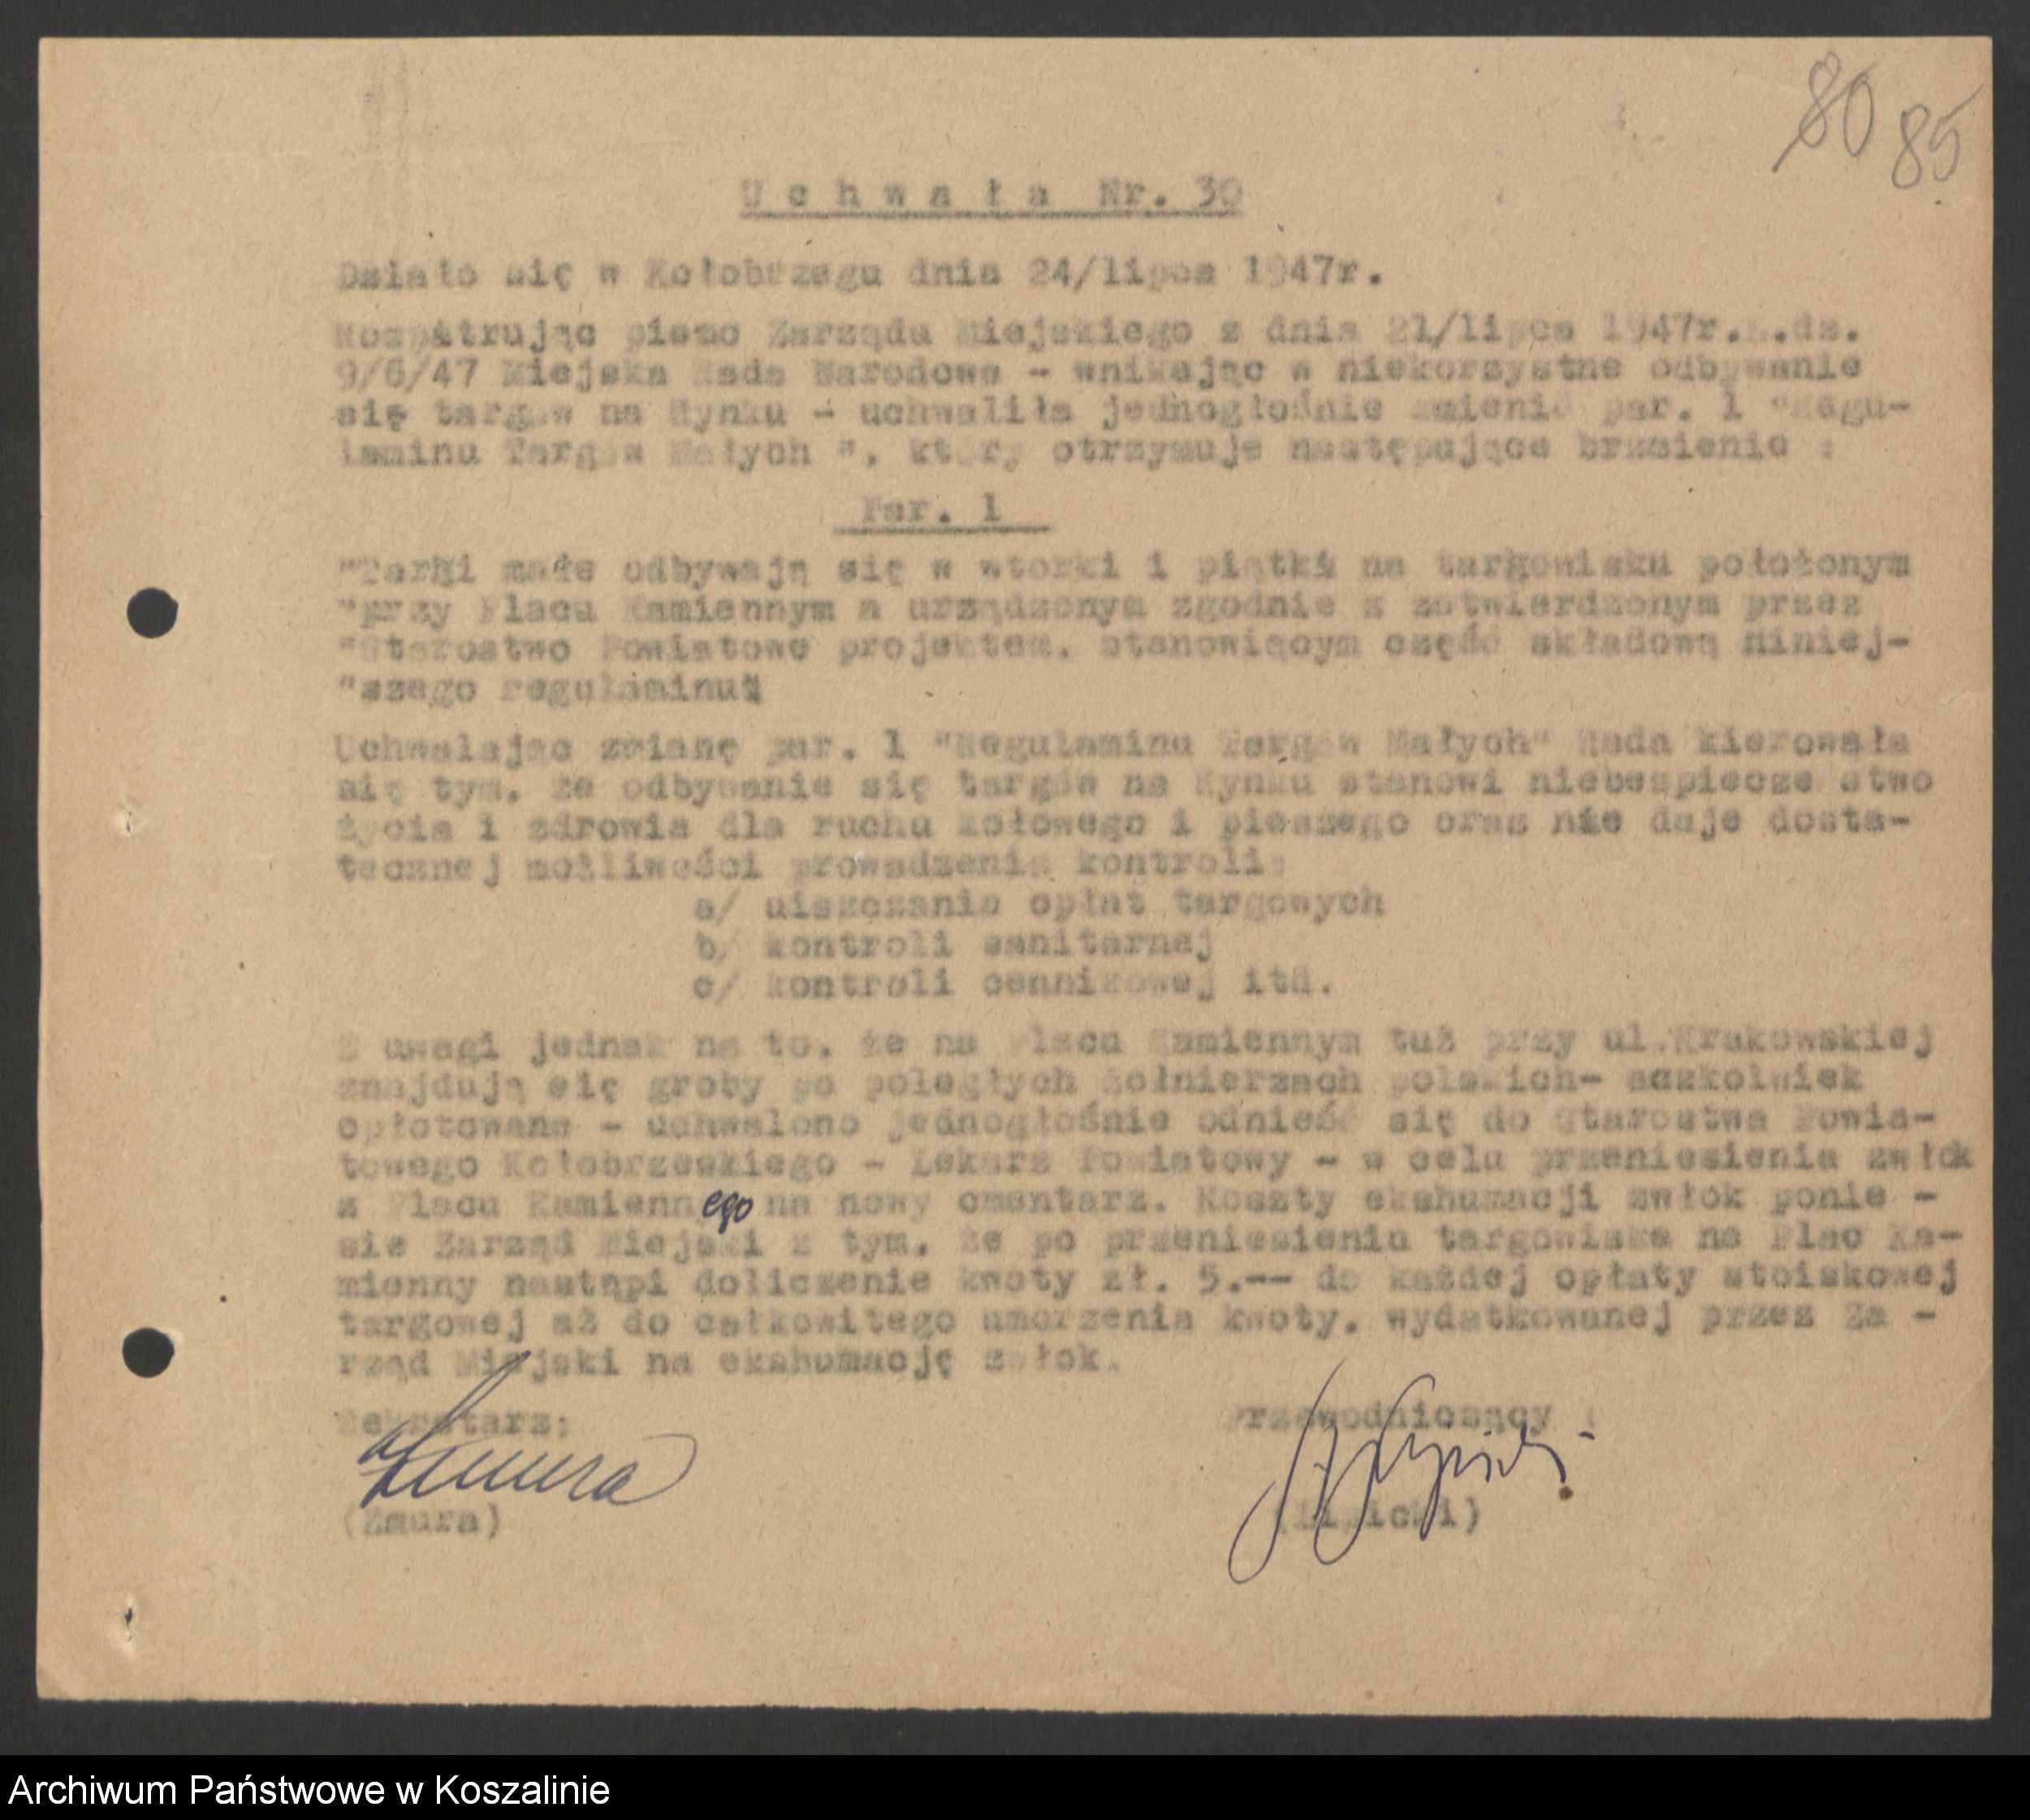 80 85
Uchwała Nr. 30
Działo się w Kołobrzegu dnia 24/lipca 1947r.
Rozpatrując pismo Zarządu Miejskiego z dnia 21/lipca 1947r.L.dz.
9/6/47 Miejska Rada Narodowa - wnikając w niekorzystne odbywanie
się targów na Rynku - uchwaliła jednogłośnie zmienić par. 1 "Regu-
laminu Targów Małych ", który otrzymuje następujące brzmienie :
Par. 1
"Targi małe odbywają się w wtorki i piątki na targowisku położonym
"przy Placu Kamiennym a urządzonym zgodnie z zatwierdzonym przez
"Starostwo Powiatowe projektem, stanowiącym część składową niniej-
"szego regulaminu"
Uchwalając zmianę par. 1 "Regulaminu Targów Małych" Rada kierowała
się tym, że odbywanie się targów na Rynku stanowi niebezpiecze stwo
życia i zdrowia dla ruchu kołowego i pieszego oraz nie daje dosta-
tecznej możliwości prowadzenia kontroli:
a/ uiszczania opłat targowych
b/ kontroli sanitarnej
c/ kontroli cennikowej itd.
Z uwagi jednak na to, że na Placu Kamiennym tuż przy ul.Krakowskiej
znajdują się groby po poległych żołnierzach polskich- aczkolwiek
opłotowane - uchwalono jednogłośnie odnieść się do Starostwa Powia-
towego Kołobrzeskiego - Lekarz Powiatowy - w celu przeniesienia zwłok
z Placu Kamiennego na nowy cmentarz. Koszty ekshumacji zwłok ponie -
sie Zarząd Miejski z tym, że po przeniesieniu targowiska na Plac Ka-
mienny nastąpi doliczenie kwoty zł. 5.-- do każdej opłaty stoiskowej
targowej aż do całkowitego umorzenia kwoty, wydatkowanej przez Za -
rząd Miejski na ekshumację zwłok.
Sekretarz: Przewodniczący :
Zmura
(Zmura) (Lipicki)
Archiwum Państwowe w Koszalinie